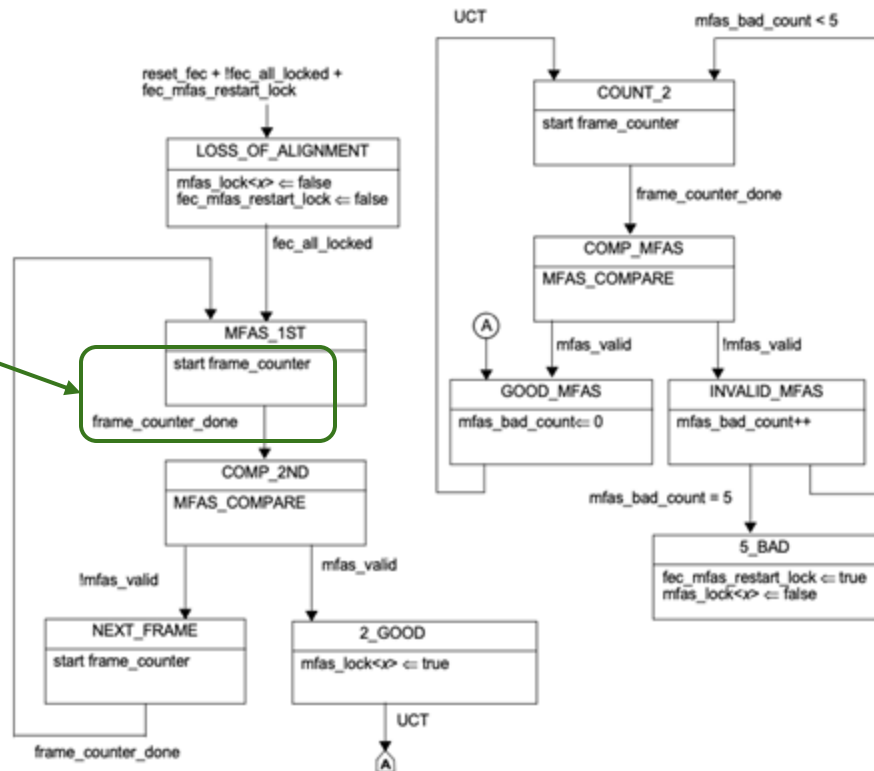 reset_fec + !fec_all_locked +
fec_mfas_restart_lock
LOSS_OF_ALIGNMENT
mfas_lock<x> ⇐ false
fec_mfas_restart_lock ⇐ false
fec_all_locked
MFAS_1ST
start frame_counter
frame_counter_done
COMP_2ND
MFAS_COMPARE
!mfas_valid
mfas_valid
NEXT_FRAME
start frame_counter
frame_counter_done
2_GOOD
mfas_lock<x> ⇐ true
UCT
A
UCT
mfas_bad_count < 5
COUNT_2
start frame_counter
frame_counter_done
COMP_MFAS
MFAS_COMPARE
A
mfas_valid
!mfas_valid
GOOD_MFAS
mfas_bad_count⇐ 0
INVALID_MFAS
mfas_bad_count++
mfas_bad_count = 5
5_BAD
fec_mfas_restart_lock ⇐ true
mfas_lock<x> ⇐ false